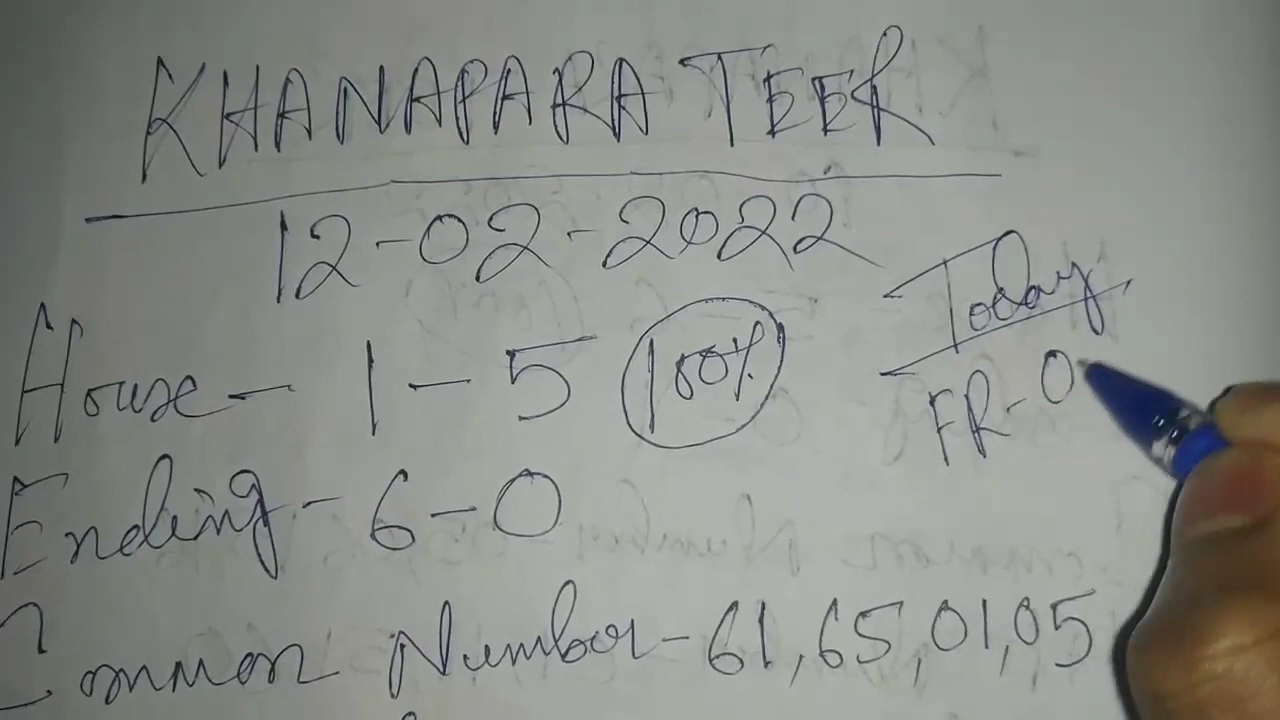 KHANAPARA TEER
12-02-2022
House - 1-5 100%
Today
FR-0
Ending - 6-0
Common Number - 61, 65, 01, 05